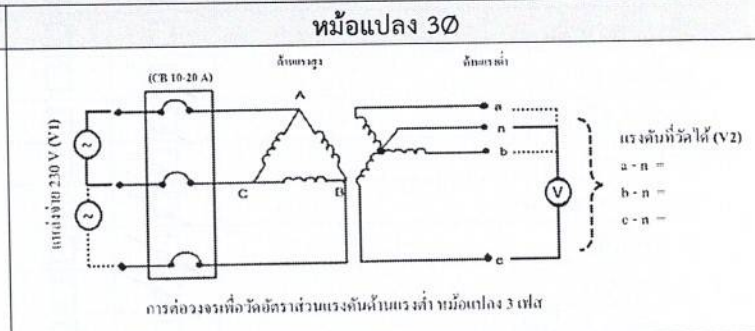 หม้อแปลง 3Ø
(CB 10-20 A)
ด้านแรงสูง
ด้านแรงต่ำ
A
C
B
แหล่งจ่าย 230 V (V1)
~
~
a
n
b
c
V
แรงดันที่วัดได้ (V2)
a - n =
b - n =
c - n =
การต่อวงจรเพื่อวัดอัตราส่วนแรงดันด้านแรงต่ำ หม้อแปลง 3 เฟส